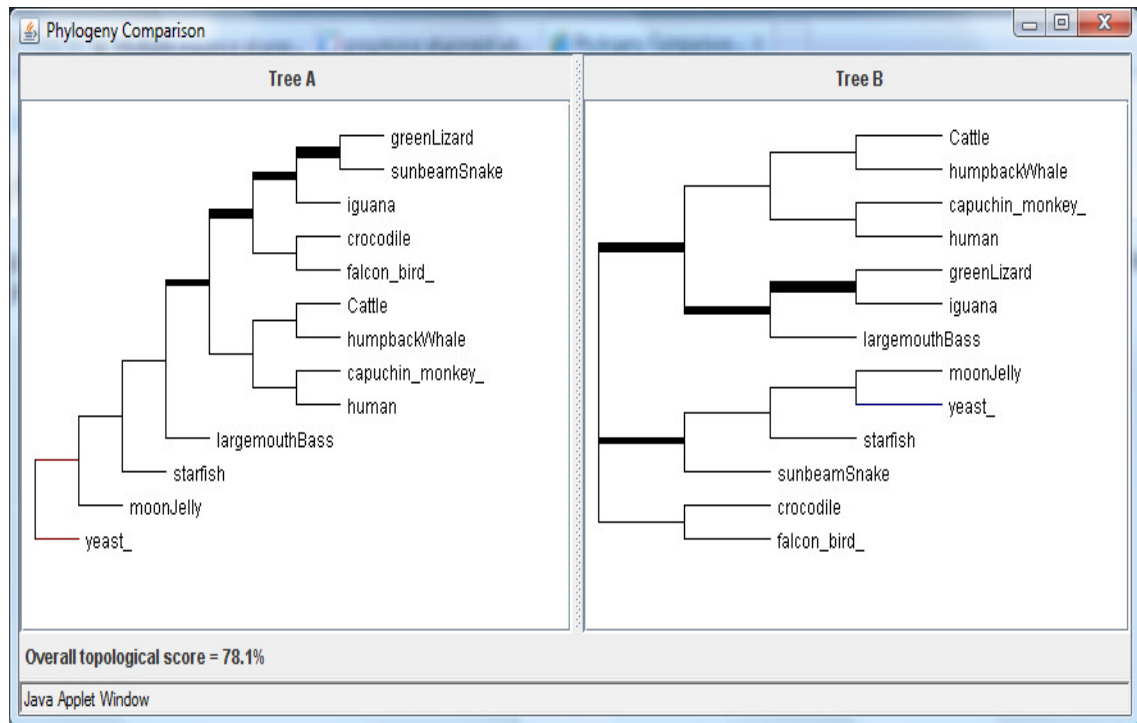 Phylogeny Comparison
Tree A
greenLizard
sunbeamSnake
iguana
crocodile
falcon_bird_
Cattle
humpbackWhale
capuchin_monkey_
human
largemouthBass
starfish
moonJelly
yeast_
Tree B
Cattle
humpbackWhale
capuchin_monkey_
human
greenLizard
iguana
largemouthBass
moonJelly
yeast_
starfish
sunbeamSnake
crocodile
falcon_bird_
Overall topological score = 78.1%
Java Applet Window